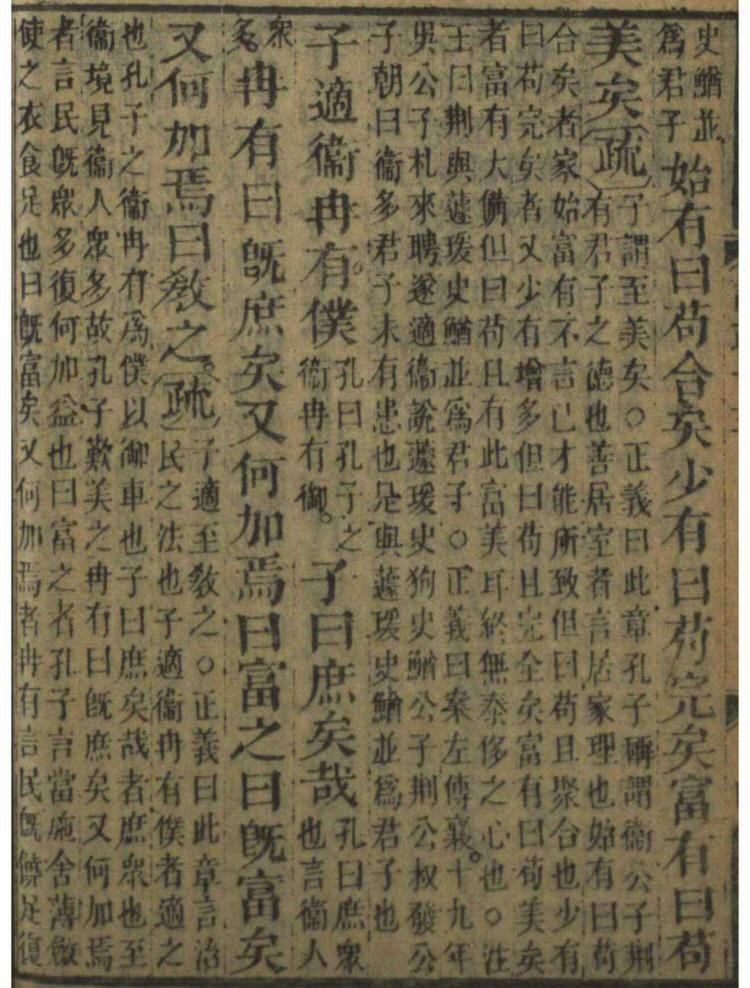 史鰌並
爲君子
始有曰苟合矣少有曰苟完矣富有曰苟
美矣疏
子謂至美矣○正義曰此章孔子稱謂衞公子荆
有君子之德也善居室者言居家理也始有曰苟
合矣者家始富有不言已才能所致但曰苟且聚合也少有
曰苟完矣者又少有增多但曰苟且完全矣富有曰苟美矣
者富有大備但曰苟且有此富美耳終無泰侈之心也○注
王曰荆與蘧瑗史鰌並爲君子○正義曰案左傳襄十九年
吳公子札來聘遂適衞說蘧瑗史狗史鰌公子荆公叔發公
子朝曰衞多君子未有患也是與蘧瑗史鰌並爲君子也
子適衞冉有僕
孔曰孔子之
衞冉有御。
子曰庶矣哉
孔曰庶衆
也言衞人
衆
多。
冉有曰旣庶矣又何加焉曰富之曰旣富矣
又何加焉曰敎之。疏
子適至敎之○正義曰此章言治
民之法也子適衞冉有僕者適之
也孔子之衞冉有爲僕以御車也子曰庶矣哉者庶衆也至
衞境見衞人衆多故孔子歎美之冉有曰旣庶矣又何加焉
者言民旣衆多復何加益也曰富之者孔子言當施舍薄斂
使之衣食足也曰旣富矣又何加焉者冉有言民旣饒足復